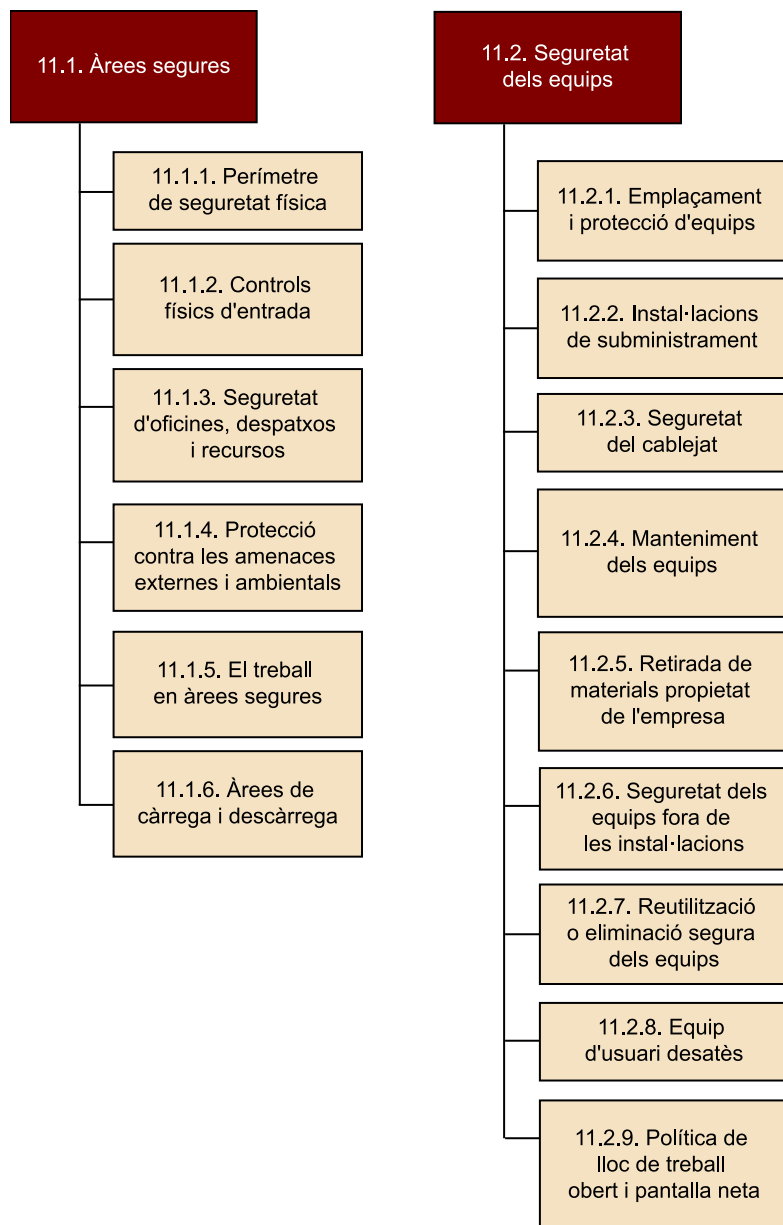 11.1. Àrees segures
11.1.1. Perímetre
de seguretat física
11.1.2. Controls
físics d'entrada
11.1.3. Seguretat
d'oficines, despatxos
i recursos
11.1.4. Protecció
contra les amenaces
externes i ambientals
11.1.5. El treball
en àrees segures
11.1.6. Àrees de
càrrega i descàrrega
11.2. Seguretat
dels equips
11.2.1. Emplaçament
i protecció d'equips
11.2.2. Instal·lacions
de subministrament
11.2.3. Seguretat
del cablejat
11.2.4. Manteniment
dels equips
11.2.5. Retirada de
materials propietat
de l'empresa
11.2.6. Seguretat dels
equips fora de
les instal·lacions
11.2.7. Reutilització
o eliminació segura
dels equips
11.2.8. Equip
d'usuari desatès
11.2.9. Política de
lloc de treball
obert i pantalla neta